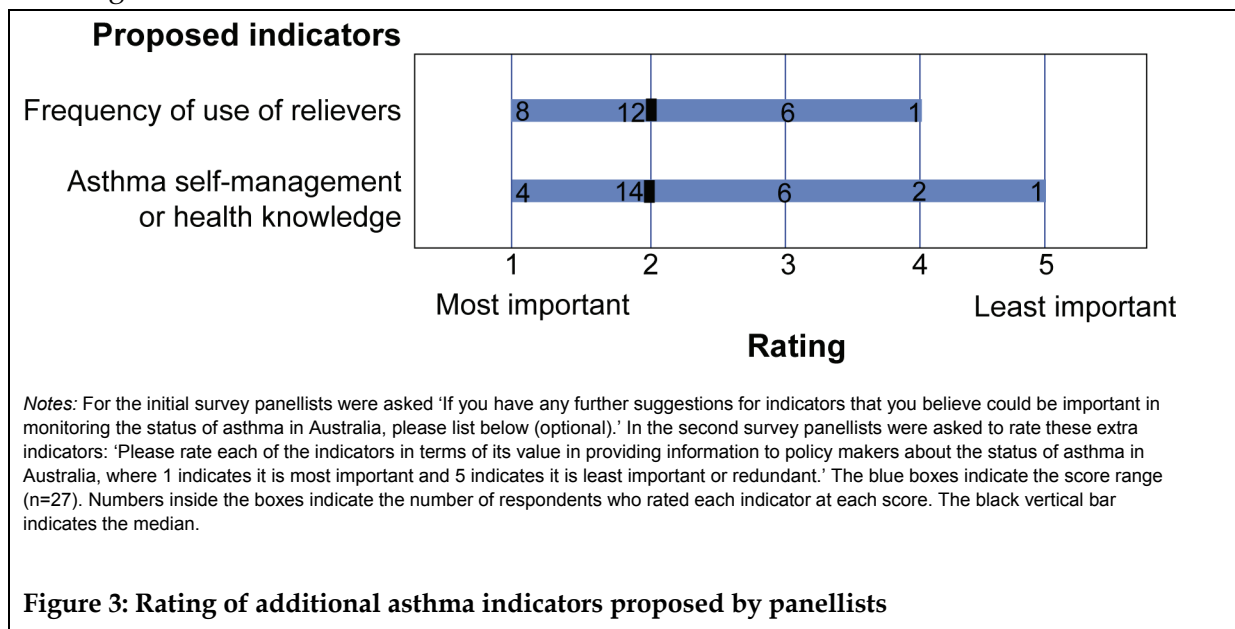 Proposed indicators
Frequency of use of relievers
8 12 6 1
Asthma self-management
or health knowledge
4 14 6 2 1
1 2 3 4 5
Most important Least important
Rating
Notes: For the initial survey panellists were asked ‘If you have any further suggestions for indicators that you believe could be important in
monitoring the status of asthma in Australia, please list below (optional).’ In the second survey panellists were asked to rate these extra
indicators: ‘Please rate each of the indicators in terms of its value in providing information to policy makers about the status of asthma in
Australia, where 1 indicates it is most important and 5 indicates it is least important or redundant.’ The blue boxes indicate the score range
(n=27). Numbers inside the boxes indicate the number of respondents who rated each indicator at each score. The black vertical bar
indicates the median.
Figure 3: Rating of additional asthma indicators proposed by panellists